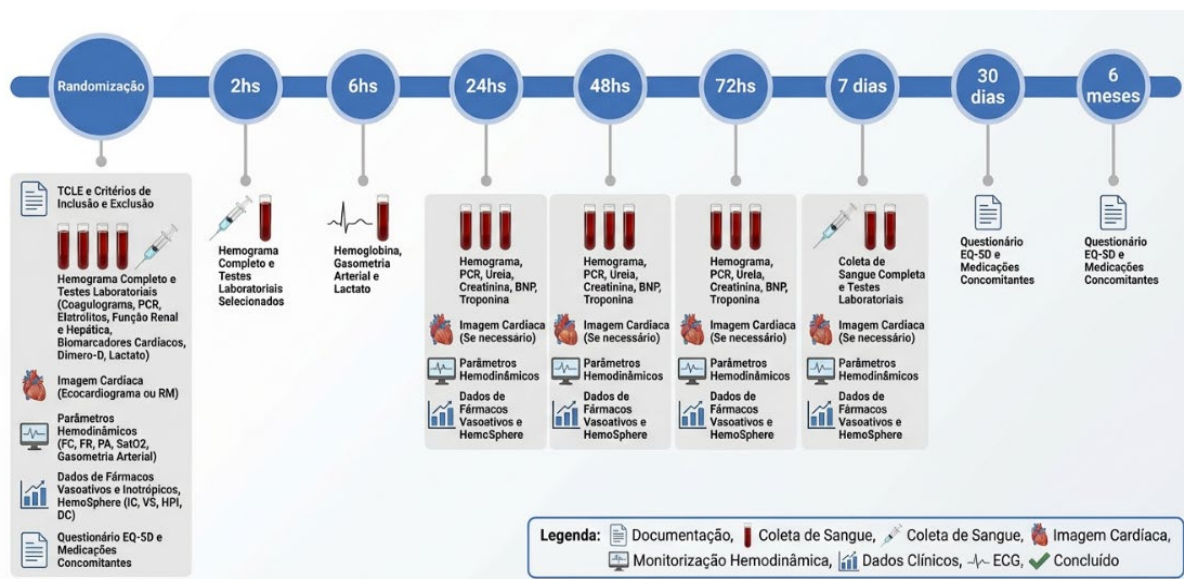 Randomização
2hs
6hs
24hs
48hs
72hs
7 dias
30
dias
6
meses
TCLE e Critérios de
Inclusão e Exclusão
Hemograma Completo e
Testes Laboratoriais
(Coagulograma, PCR,
Eletrólitos, Função Renal
e Hepática,
Biomarcadores Cardíacos,
Dimero-D, Lactato)
Imagem Cardíaca
(Ecocardiograma ou RM)
Parâmetros
Hemodinâmicos
(FC, FR, PA, SatO2,
Gasometria Arterial)
Dados de Fármacos
Vasoativos e Inotrópicos,
HemoSphere (IC, VS, HPI,
DC)
Questionário EQ-5D e
Medicações
Concomitantes
Hemograma
Completo e
Testes
Laboratoriais
Selecionados
Hemoglobina,
Gasometria
Arterial e
Lactato
Hemograma,
PCR, Ureia,
Creatinina, BNP,
Troponina
Imagem Cardíaca
(Se necessário)
Parâmetros
Hemodinâmicos
Dados de
Fármacos
Vasoativos e
HemoSphere
Hemograma,
PCR, Ureia,
Creatinina, BNP,
Troponina
Imagem Cardíaca
(Se necessário)
Parâmetros
Hemodinâmicos
Dados de
Fármacos
Vasoativos e
HemoSphere
Hemograma,
PCR, Ureia,
Creatinina, BNP,
Troponina
Imagem Cardíaca
(Se necessário)
Parâmetros
Hemodinâmicos
Dados de
Fármacos
Vasoativos e
HemoSphere
Coleta de
Sangue Completa
e Testes
Laboratoriais
Imagem Cardíaca
(Se necessário)
Parâmetros
Hemodinâmicos
Dados de
Fármacos
Vasoativos e
HemoSphere
Questionário
EQ-5D e
Medicações
Concomitantes
Questionário
EQ-SD e
Medicações
Concomitantes
Legenda: Documentação, Coleta de Sangue, Coleta de Sangue, Imagem Cardíaca,
Monitorização Hemodinâmica, Dados Clínicos, ECG, Concluído